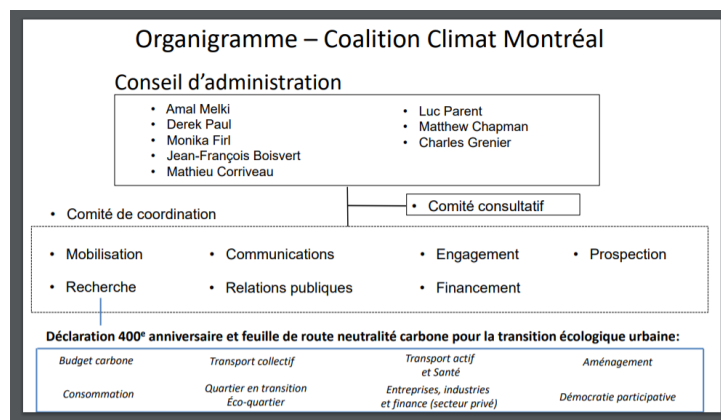 Organigramme – Coalition Climat Montréal
Conseil d'administration
• Amal Melki
• Derek Paul
• Monika Firl
• Jean-François Boisvert
• Mathieu Corriveau
• Luc Parent
• Matthew Chapman
• Charles Grenier
• Comité consultatif
• Comité de coordination
• Mobilisation
• Communications
• Engagement
• Prospection
• Recherche
• Relations publiques
• Financement
Déclaration 400e anniversaire et feuille de route neutralité carbone pour la transition écologique urbaine:
Budget carbone
Transport collectif
Transport actif
et Santé
Aménagement
Consommation
Quartier en transition
Éco-quartier
Entreprises, industries
et finance (secteur privé)
Démocratie participative